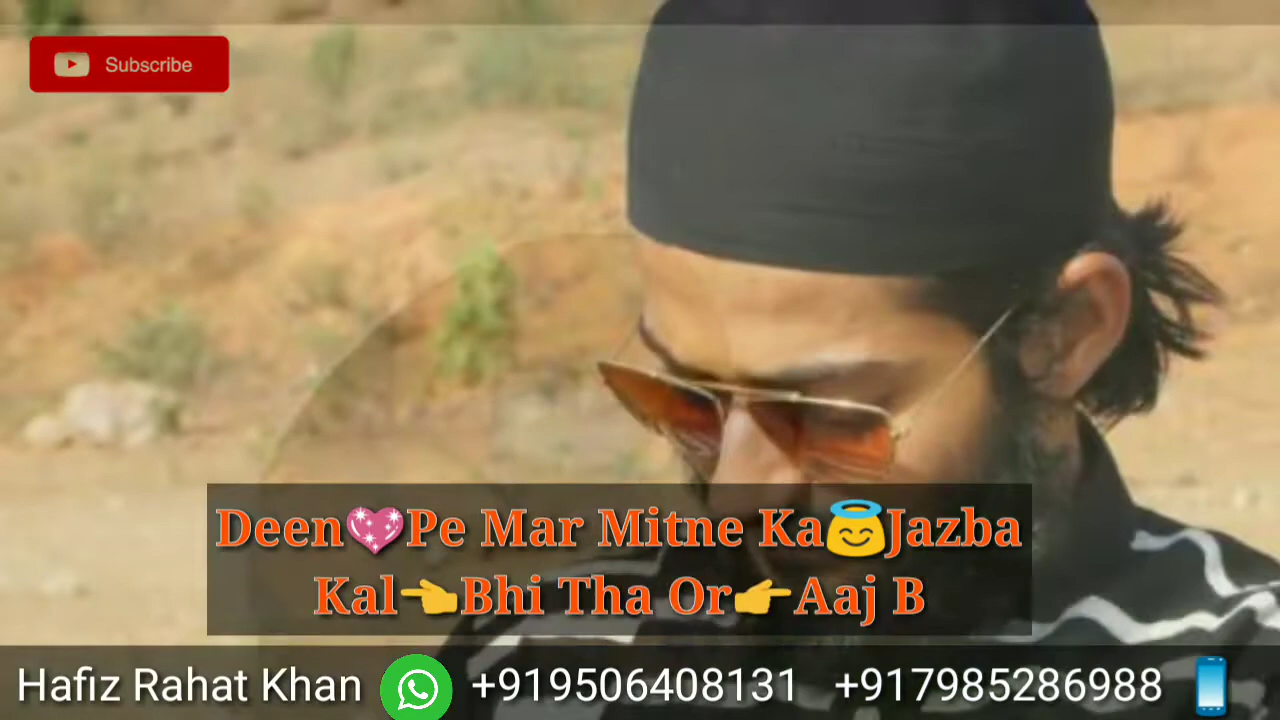 Subscribe
Deen💖Pe Mar Mitne Ka😇Jazba
Kal👈Bhi Tha Or👉Aaj B
Hafiz Rahat Khan +919506408131 +917985286988 📱